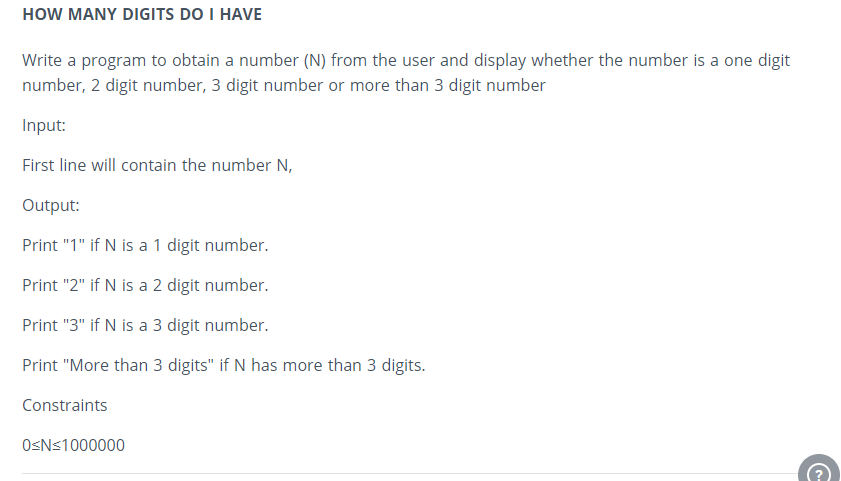 HOW MANY DIGITS DO I HAVE
Write a program to obtain a number (N) from the user and display whether the number is a one digit
number, 2 digit number, 3 digit number or more than 3 digit number
Input:
First line will contain the number N,
Output:
Print "1" if N is a 1 digit number.
Print "2" if N is a 2 digit number.
Print "3" if N is a 3 digit number.
Print "More than 3 digits" if N has more than 3 digits.
Constraints
0≤N≤1000000
?